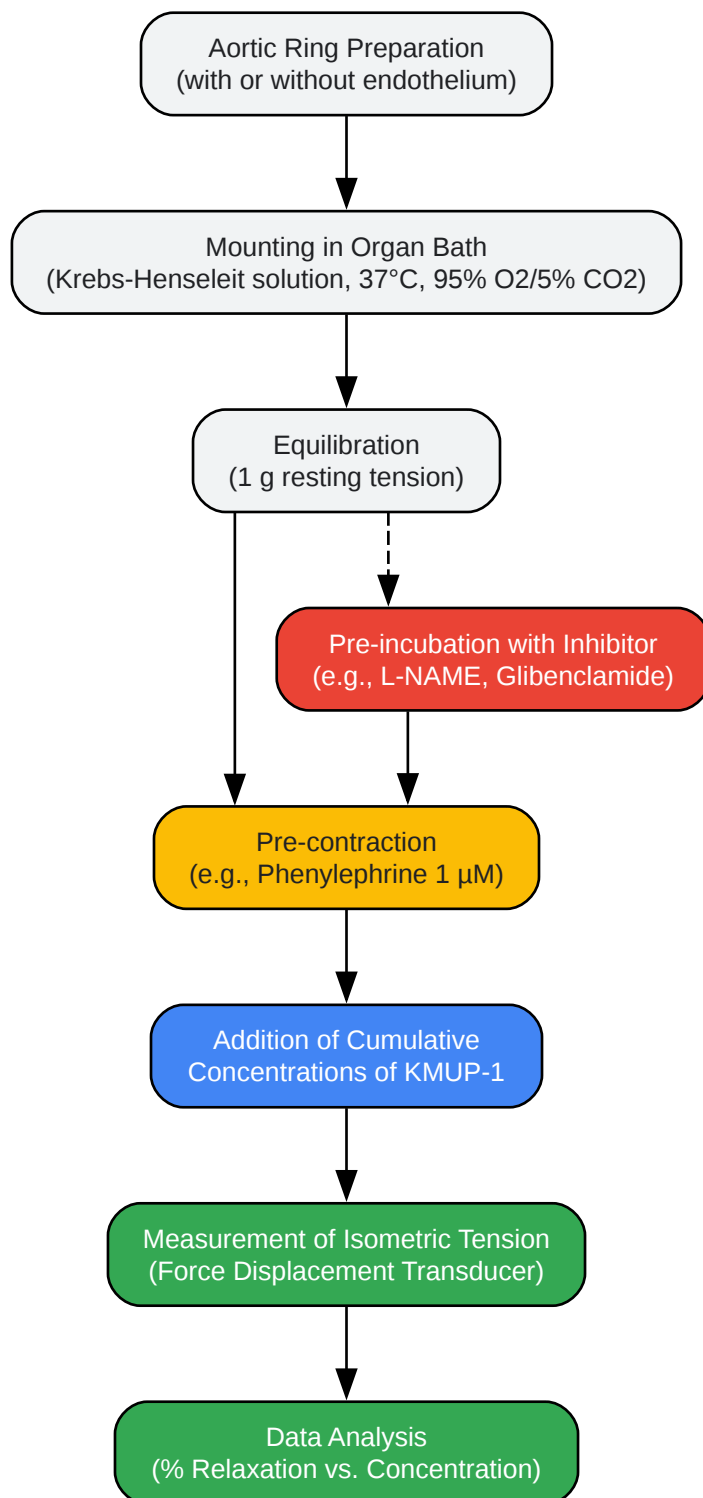 Aortic Ring Preparation
(with or without endothelium)
Mounting in Organ Bath
(Krebs-Henseleit solution, 37°C, 95% O2/5% CO2)
Equilibration
(1 g resting tension)
Pre-incubation with Inhibitor
(e.g., L-NAME, Glibenclamide)
Pre-contraction
(e.g., Phenylephrine 1 µM)
Addition of Cumulative
Concentrations of KMUP-1
Measurement of Isometric Tension
(Force Displacement Transducer)
Data Analysis
(% Relaxation vs. Concentration)